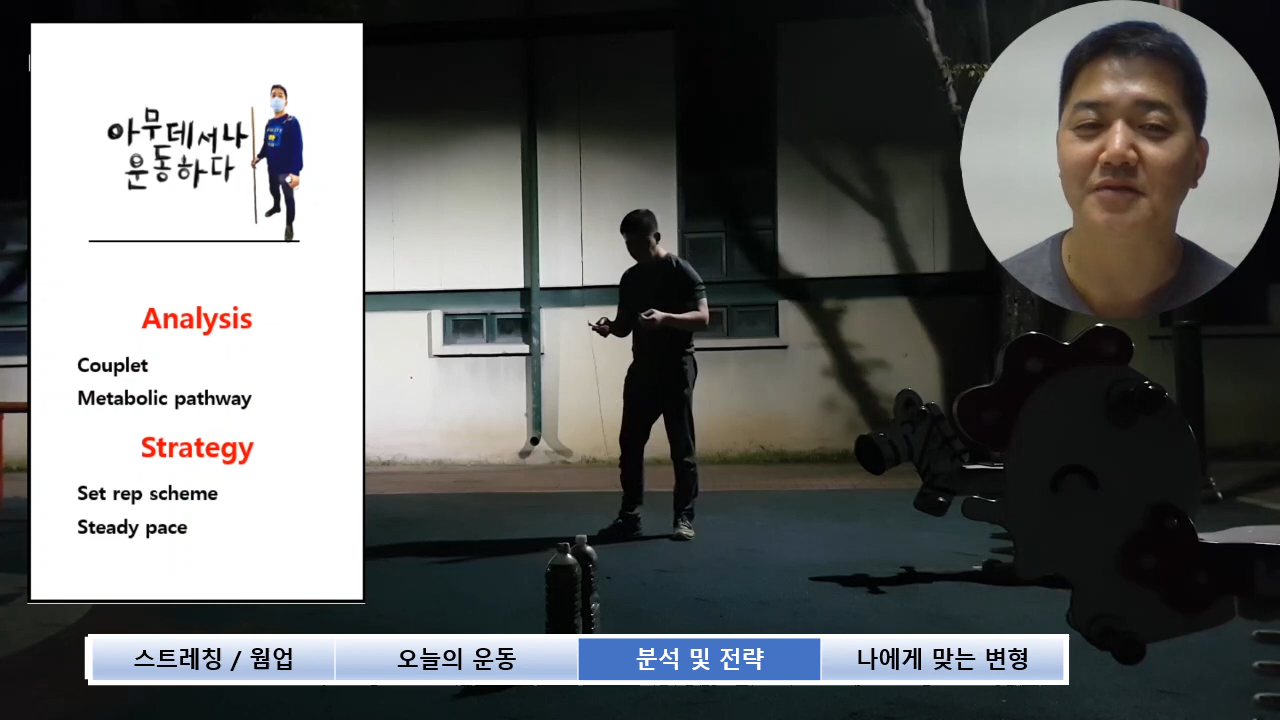 아무데서나
운동하다
Analysis
Couplet
Metabolic pathway
Strategy
Set rep scheme
Steady pace
스트레칭 / 웜업
오늘의 운동
분석 및 전략
나에게 맞는 변형